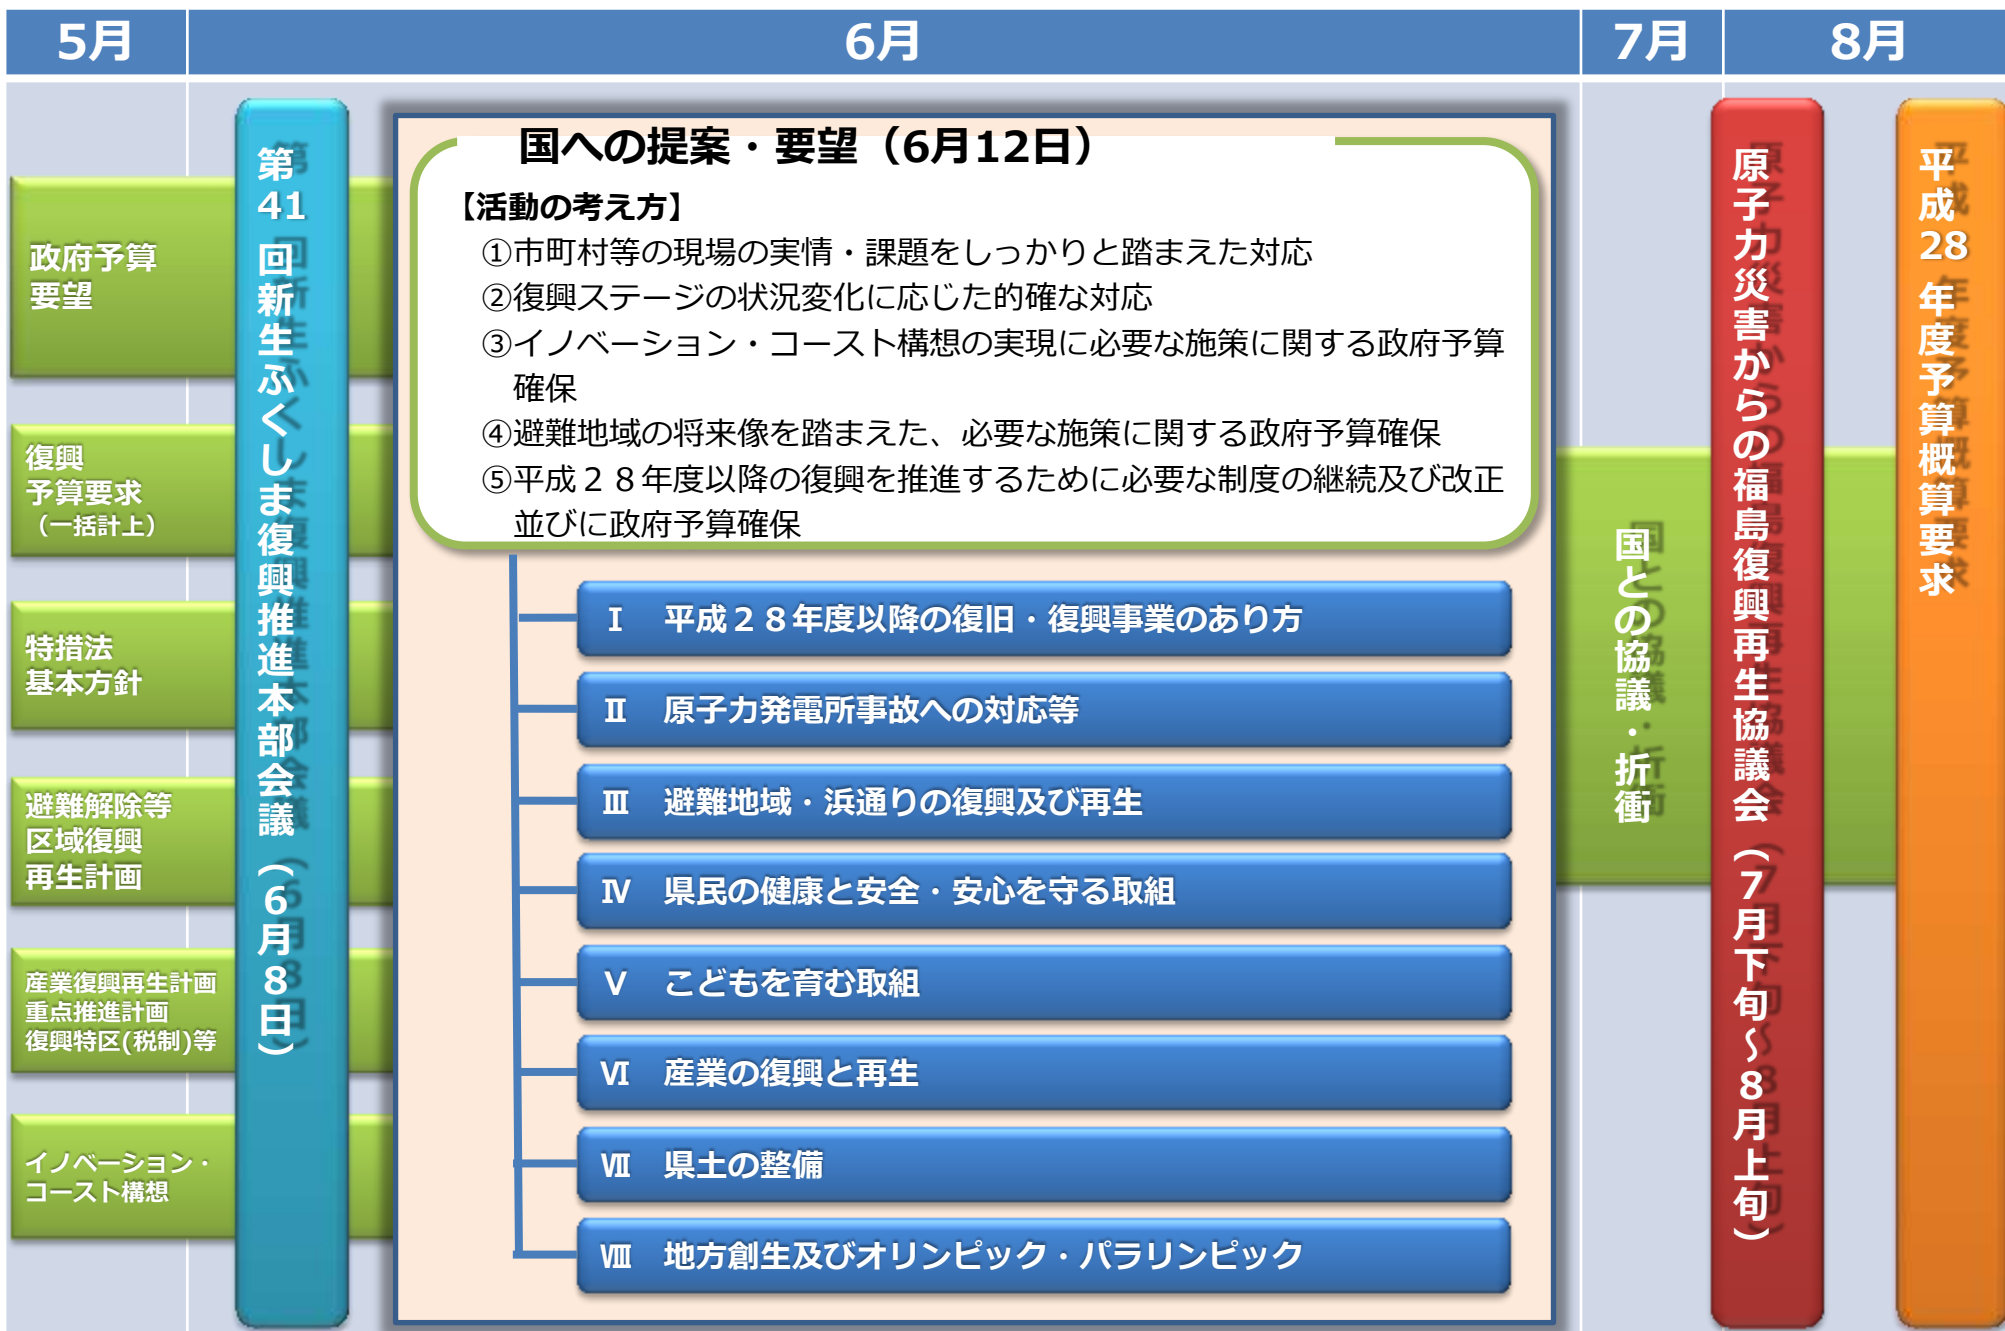 5月
6月
7月
8月
政府予算
要望
復興
予算要求
（一括計上）
特措法
基本方針
避難解除等
区域復興
再生計画
産業復興再生計画
重点推進計画
復興特区(税制)等
イノベーション・
コースト構想
第41回新生ふくしま復興推進本部会議（6月8日）
国への提案・要望（6月12日）
【活動の考え方】
①市町村等の現場の実情・課題をしっかりと踏まえた対応
②復興ステージの状況変化に応じた的確な対応
③イノベーション・コースト構想の実現に必要な施策に関する政府予算
確保
④避難地域の将来像を踏まえた、必要な施策に関する政府予算確保
⑤平成２８年度以降の復興を推進するために必要な制度の継続及び改正
並びに政府予算確保
Ⅰ　平成２８年度以降の復旧・復興事業のあり方
Ⅱ　原子力発電所事故への対応等
Ⅲ　避難地域・浜通りの復興及び再生
Ⅳ　県民の健康と安全・安心を守る取組
Ⅴ　こどもを育む取組
Ⅵ　産業の復興と再生
Ⅶ　県土の整備
Ⅷ　地方創生及びオリンピック・パラリンピック
国との協議・折衝
原子力災害からの福島復興再生協議会（7月下旬～8月上旬）
平成28年度予算概算要求